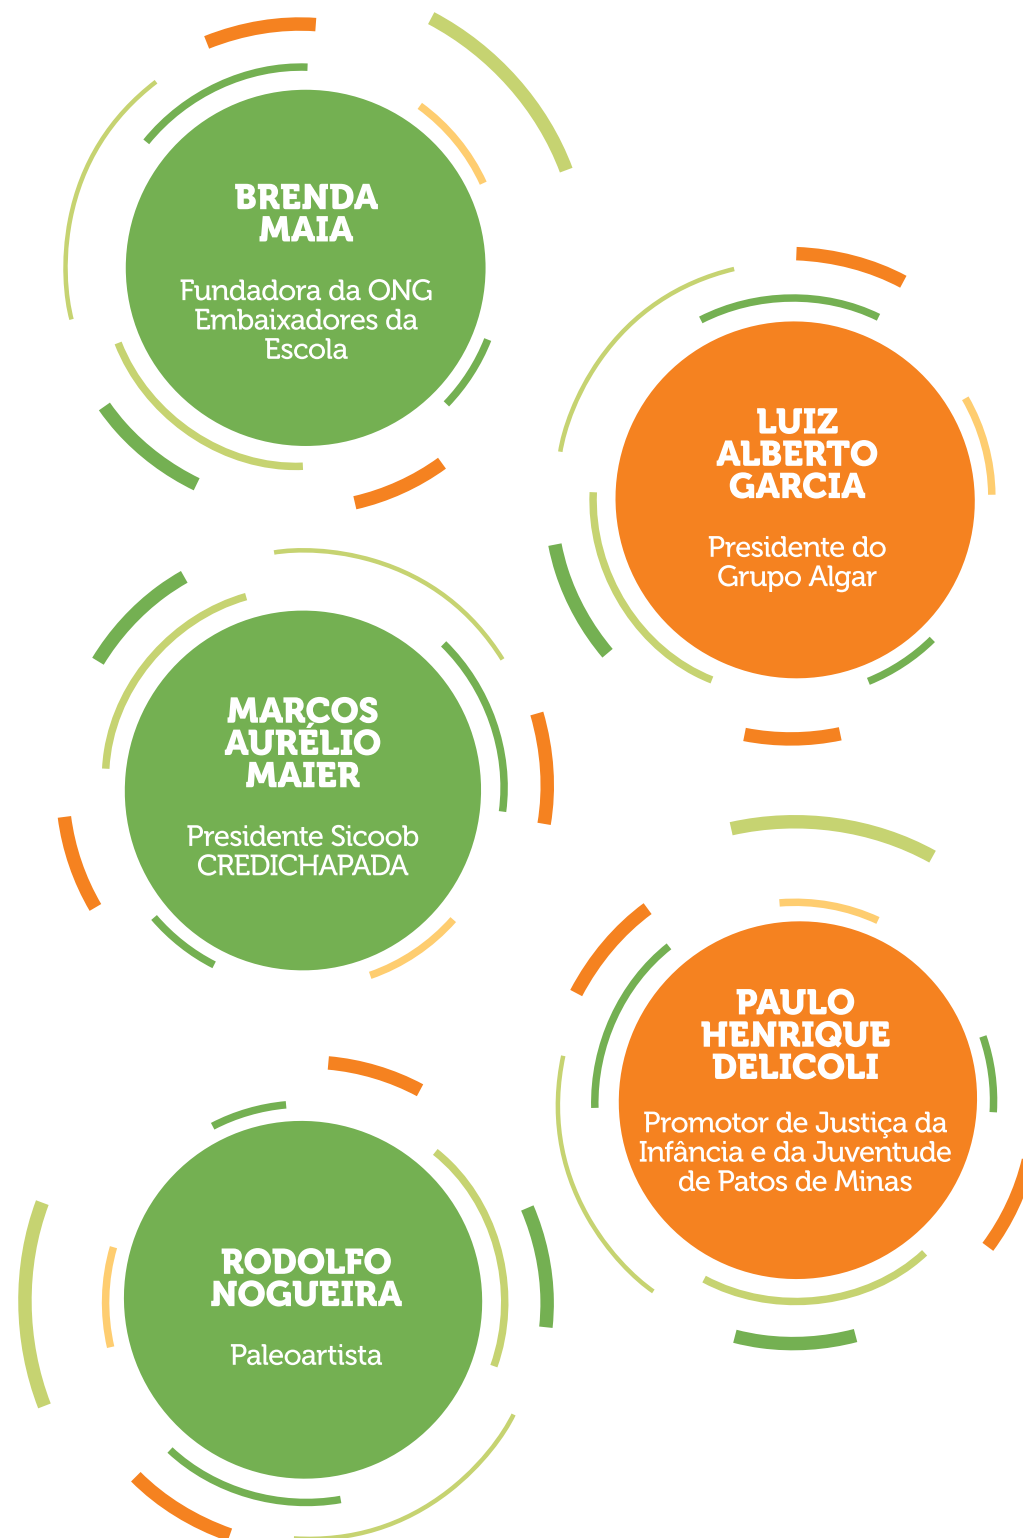 BRENDA
MAIA
Fundadora da ONG
Embaixadores da
Escola
LUIZ
ALBERTO
GARCIA
Presidente do
Grupo Algar
MARCOS
AURÉLIO
MAIER
Presidente Sicoob
CREDICHAPADA
PAULO
HENRIQUE
DELICOLI
Promotor de Justiça da
Infância e da Juventude
de Patos de Minas
RODOLFO
NOGUEIRA
Paleoartista